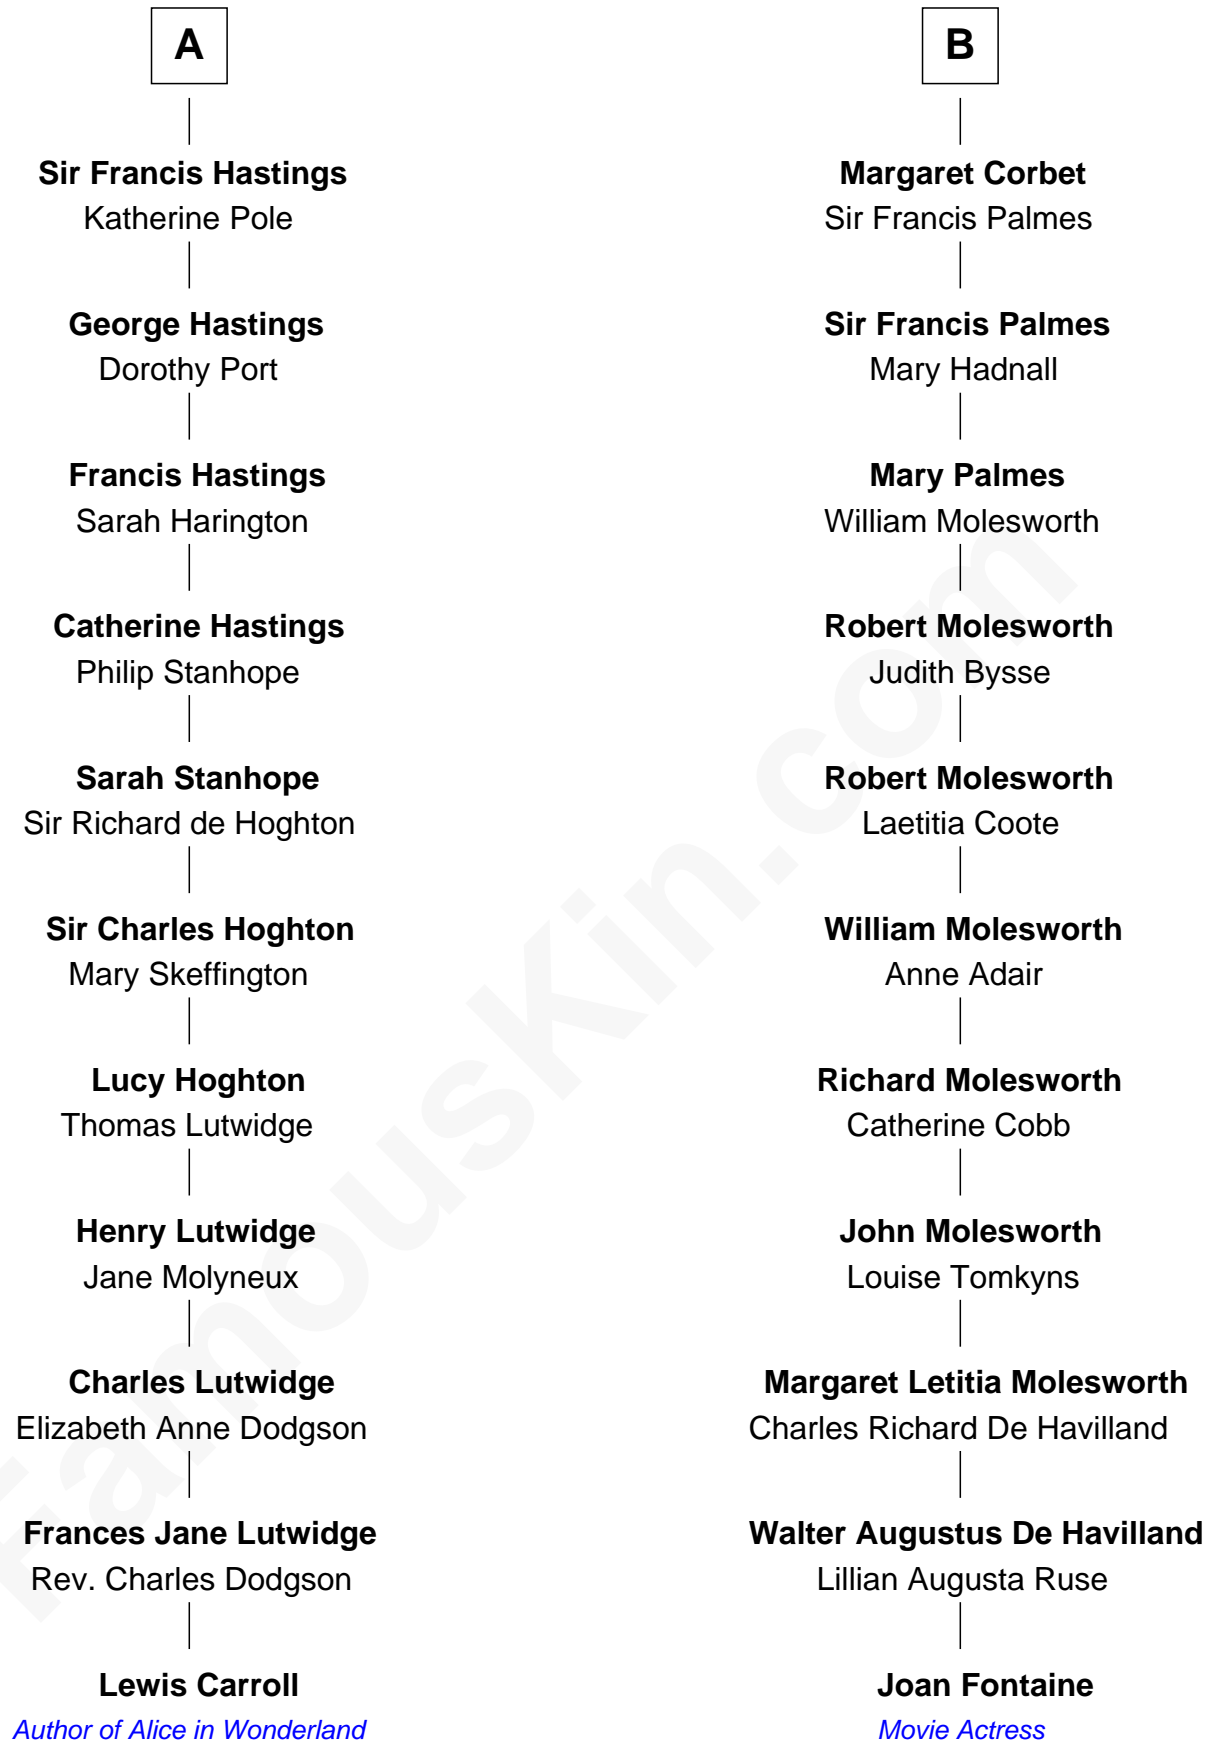 A
Sir Francis Hastings
Katherine Pole
George Hastings
Dorothy Port
Francis Hastings
Sarah Harington
Catherine Hastings
Philip Stanhope
Sarah Stanhope
Sir Richard de Hoghton
Sir Charles Hoghton
Mary Skeffington
Lucy Hoghton
Thomas Lutwidge
Henry Lutwidge
Jane Molyneux
Charles Lutwidge
Elizabeth Anne Dodgson
Frances Jane Lutwidge
Rev. Charles Dodgson
Lewis Carroll
Author of Alice in Wonderland
B
Margaret Corbet
Sir Francis Palmes
Sir Francis Palmes
Mary Hadnall
Mary Palmes
William Molesworth
Robert Molesworth
Judith Bysse
Robert Molesworth
Laetitia Coote
William Molesworth
Anne Adair
Richard Molesworth
Catherine Cobb
John Molesworth
Louise Tomkyns
Margaret Letitia Molesworth
Charles Richard De Havilland
Walter Augustus De Havilland
Lillian Augusta Ruse
Joan Fontaine
Movie Actress
FamousKin.com